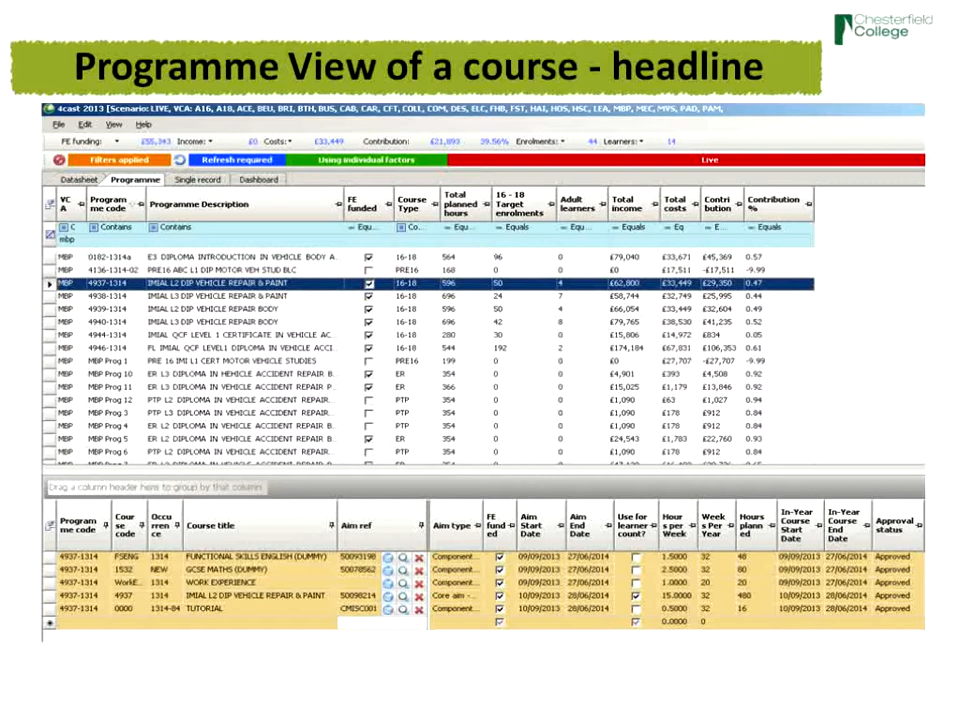 Chesterfield
College
Programme View of a course - headline
4cast 2013 [Scenario: LIVE, VCA: A16, A18, ACE, BEU, BRI, BTH, BUS, CAB, CAR, CFT, COLL, COM, DES, ELC, FHB, FST, HAI, HOS, HSC, LEA, MBP, MEC, MVS, PAD, PAM,
File Edit View Help
FE funding: £55,343 Income: £0 Costs: £33,449 Contribution: £21,893 39.56% Enrolments: 44 Learners: 14
Filters applied Refresh required Using individual factors Live
Datasheet Programme Single record Dashboard
VCA Programme code Programme Description FE funded Course Type Total planned hours 16 - 18 Target enrolments Adult learners Total income Total costs Contribution Contribution %
C Contains Contains = Equ... Co... = Equ... = Equals = Equ... = Equals = Eq = E... = Equals
mbp
MBP 0182-1314a E3 DIPLOMA INTRODUCTION IN VEHICLE BODY A.. 16-18 564 96 0 £79,040 £33,671 £45,369 0.57
MBP 4136-1314-02 PRE16 ABC L1 DIP MOTOR VEH STUD BLC PRE16 168 0 0 £0 £17,511 -£17,511 -9.99
MBP 4937-1314 IMIAL L2 DIP VEHICLE REPAIR & PAINT 16-18 596 50 4 £62,800 £33,449 £29,350 0.47
MBP 4938-1314 IMIAL L3 DIP VEHICLE REPAIR & PAINT 16-18 696 24 7 £58,744 £32,749 £25,995 0.44
MBP 4939-1314 IMIAL L2 DIP VEHICLE REPAIR BODY 16-18 596 50 4 £66,054 £33,449 £32,604 0.49
MBP 4940-1314 IMIAL L3 DIP VEHICLE REPAIR BODY 16-18 696 42 8 £79,765 £38,530 £41,235 0.52
MBP 4944-1314 IMIAL QCF LEVEL 1 CERTIFICATE IN VEHICLE AC.. 16-18 280 30 0 £15,806 £14,972 £834 0.05
MBP 4946-1314 FL IMIAL QCF LEVEL1 DIPLOMA IN VEHICLE ACCI.. 16-18 544 192 2 £174,184 £67,831 £106,353 0.61
MBP MBP Prog 1 PRE 16 IMI L1 CERT MOTOR VEHICLE STUDIES PRE16 199 0 0 £0 £27,707 -£27,707 -9.99
MBP MBP Prog 10 ER L3 DIPLOMA IN HEHICLE ACCIDENT REPAIR B.. ER 354 0 0 £4,901 £393 £4,508 0.92
MBP MBP Prog 11 ER L3 DIPLOMA IN VEHICLE ACCIDENT REPAIR P.. ER 366 0 0 £15,025 £1,179 £13,846 0.92
MBP MBP Prog 12 PTP L2 DIPLOMA IN VEHICLE ACCIDENT REPAIR... PTP 354 0 0 £1,090 £63 £1,027 0.94
MBP MBP Prog 3 PTP L3 DIPLOMA IN VEHICLE ACCIDENT REPAIR... PTP 354 0 0 £1,090 £178 £912 0.84
MBP MBP Prog 4 ER L2 DIPLOMA IN VEHICLE ACCIDENT REPAIR B.. PTP 354 0 0 £1,090 £178 £912 0.84
MBP MBP Prog 5 ER L2 DIPLOMA IN VEHICLE ACCIDENT REPAIR B.. ER 354 0 0 £24,543 £1,783 £22,760 0.93
MBP MBP Prog 6 PTP L2 DIPLOMA IN VEHICLE ACCIDENT REPAIR... PTP 354 0 0 £1,090 £178 £912 0.84
Drag a column header here to group by that column
Programme code Course code Occurrence Course title Aim ref Aim type FE funded Aim Start Date Aim End Date Use for learner count? Hours per Week Weeks Per Year Hours planned In-Year Course Start Date In-Year Course End Date Approval status
4937-1314 FSENG 1314 FUNCTIONAL SKILLS ENGLISH (DUMMY) 50093198 Component... 09/09/2013 27/06/2014 1.5000 32 48 09/09/2013 27/06/2014 Approved
4937-1314 1532 NEW GCSE MATHS (DUMMY) 50078562 Component... 09/09/2013 27/06/2014 2.5000 32 80 09/09/2013 27/06/2014 Approved
4937-1314 WorkE... 1314 WORK EXPERIENCE Component... 09/09/2013 27/06/2014 1.0000 20 20 09/09/2013 27/06/2014 Approved
4937-1314 4937 1314 IMIAL L2 DIP VEHICLE REPAIR & PAINT 50098214 Core aim -... 10/09/2013 28/06/2014 15.0000 32 480 10/09/2013 28/06/2014 Approved
4937-1314 0000 1314-84 TUTORIAL CMISC001 Component... 10/09/2013 28/06/2014 0.5000 32 16 10/09/2013 28/06/2014 Approved
0.0000 0